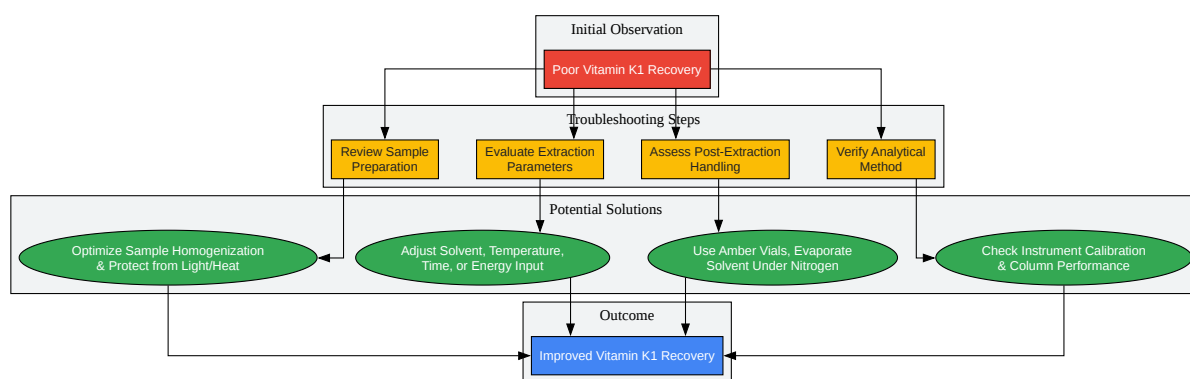 Initial Observation
Poor Vitamin K1 Recovery
Troubleshooting Steps
Review Sample
Preparation
Evaluate Extraction
Parameters
Assess Post-Extraction
Handling
Verify Analytical
Method
Potential Solutions
Optimize Sample Homogenization
& Protect from Light/Heat
Adjust Solvent, Temperature,
Time, or Energy Input
Use Amber Vials, Evaporate
Solvent Under Nitrogen
Check Instrument Calibration
& Column Performance
Outcome
Improved Vitamin K1 Recovery